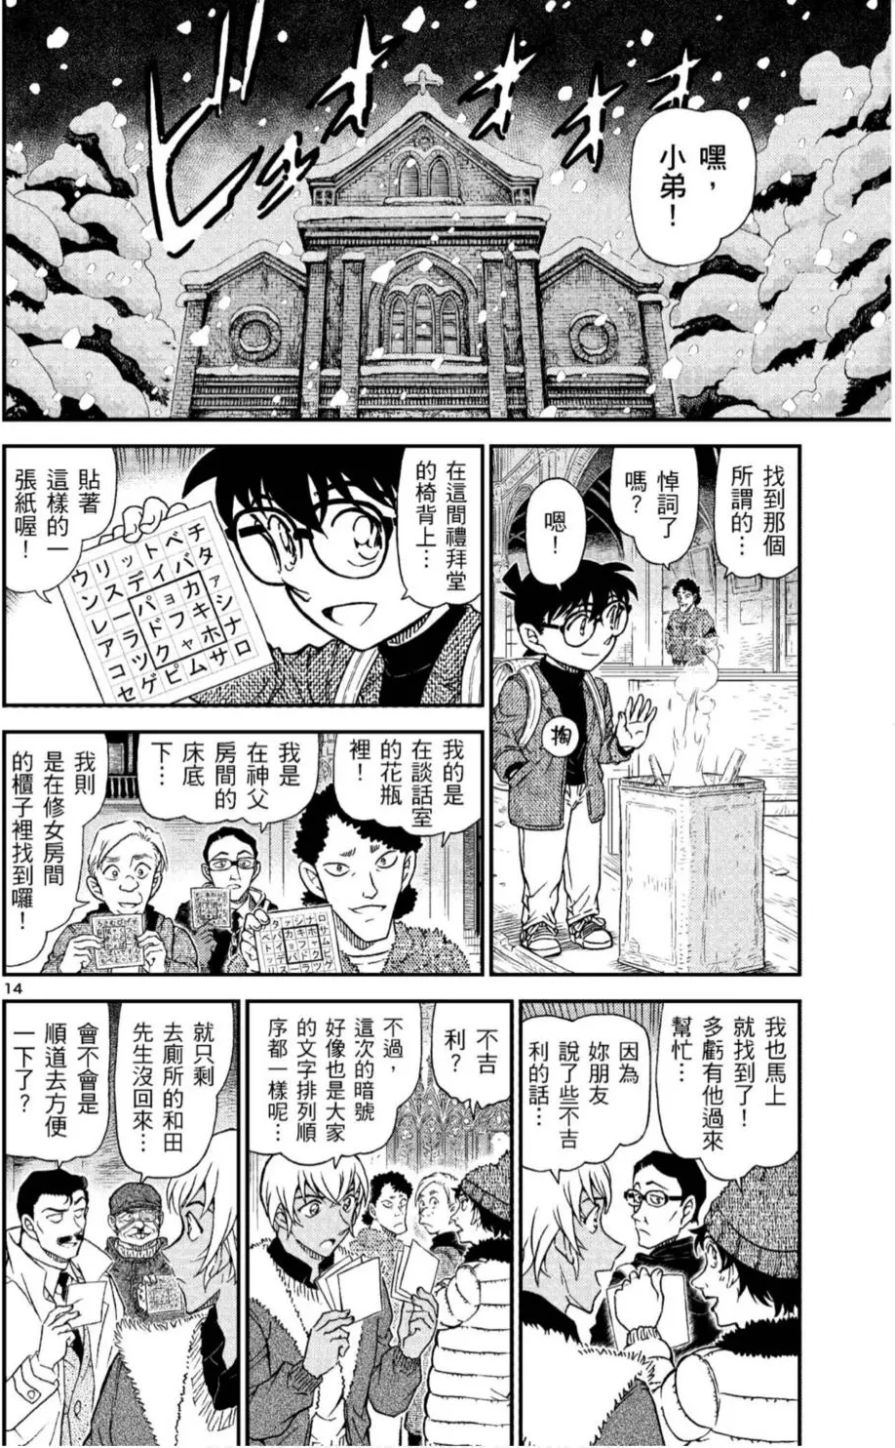 ビュオオオオ
嘿，
小弟！
找到那個
所謂的…
悼詞了
嗎？
嗯！
掏
在這間禮拜堂
的椅背上…
貼著
這樣的一
張紙喔！
ウリットペチ
ンスデイバタ
レーパョカァ
アラドフキシ
コツクャホナ
セゲピムサロ
我的是
在談話室
的花瓶
裡！
我是
在神父
房間的
床底
下…
我則
是在修女房間
的櫃子裡找到囉！
14
我也馬上
就找到了！
多虧有他過來
幫忙…
因為
妳朋友
說了些不吉
利的話…
不吉
利？
不過，
這次的暗號
好像也是大家
的文字排列順
序都一樣呢…
就只剩
去廁所的和田
先生沒回來…
會不會是
順道去方便
一下了？